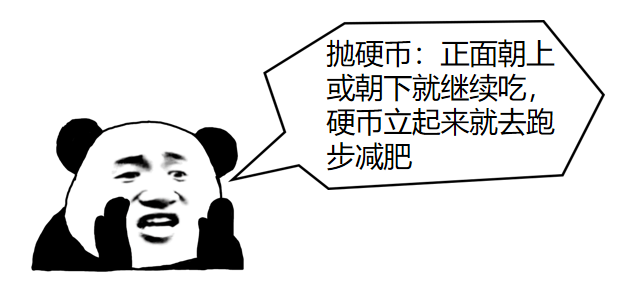 抛硬币：正面朝上
或朝下就继续吃，
硬币立起来就去跑
步减肥